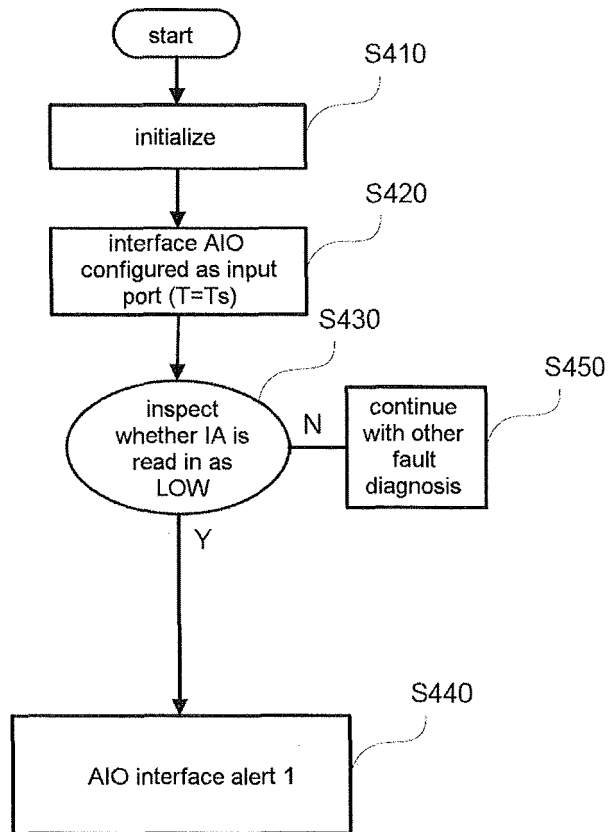 start
S410
initialize
S420
interface AIO
configured as input
port (T=Ts)
S430
inspect
whether IA is
read in as
LOW
N
S450
continue
with other
fault
diagnosis
Y
S440
AIO interface alert 1